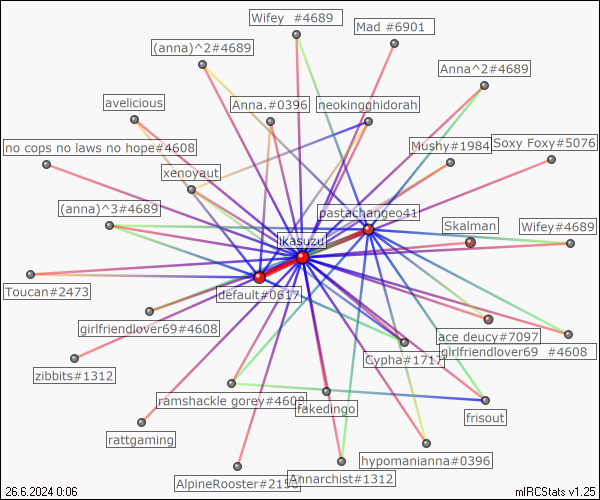 Wifey  #4689
Mad #6901
(anna)^2#4689
Anna^2#4689
avelicious
Anna.#0396
neokingghidorah
no cops no laws no hope#4608
Mushy#1984
Soxy Foxy#5076
xenoyaut
(anna)^3#4689
pastachangeo41
Skalman
Wifey#4689
Ikasuzu
Toucan#2473
default#0617
girlfriendlover69#4608
ace deucy#7097
girlfriendlover69  #4608
Cypha#1717
zibbits#1312
ramshackle gorey#4608
fakedingo
frisout
rattgaming
hypomanianna#0396
AlpineRooster#2150
Annarchist#1312
26.6.2024 0:06
mIRCStats v1.25